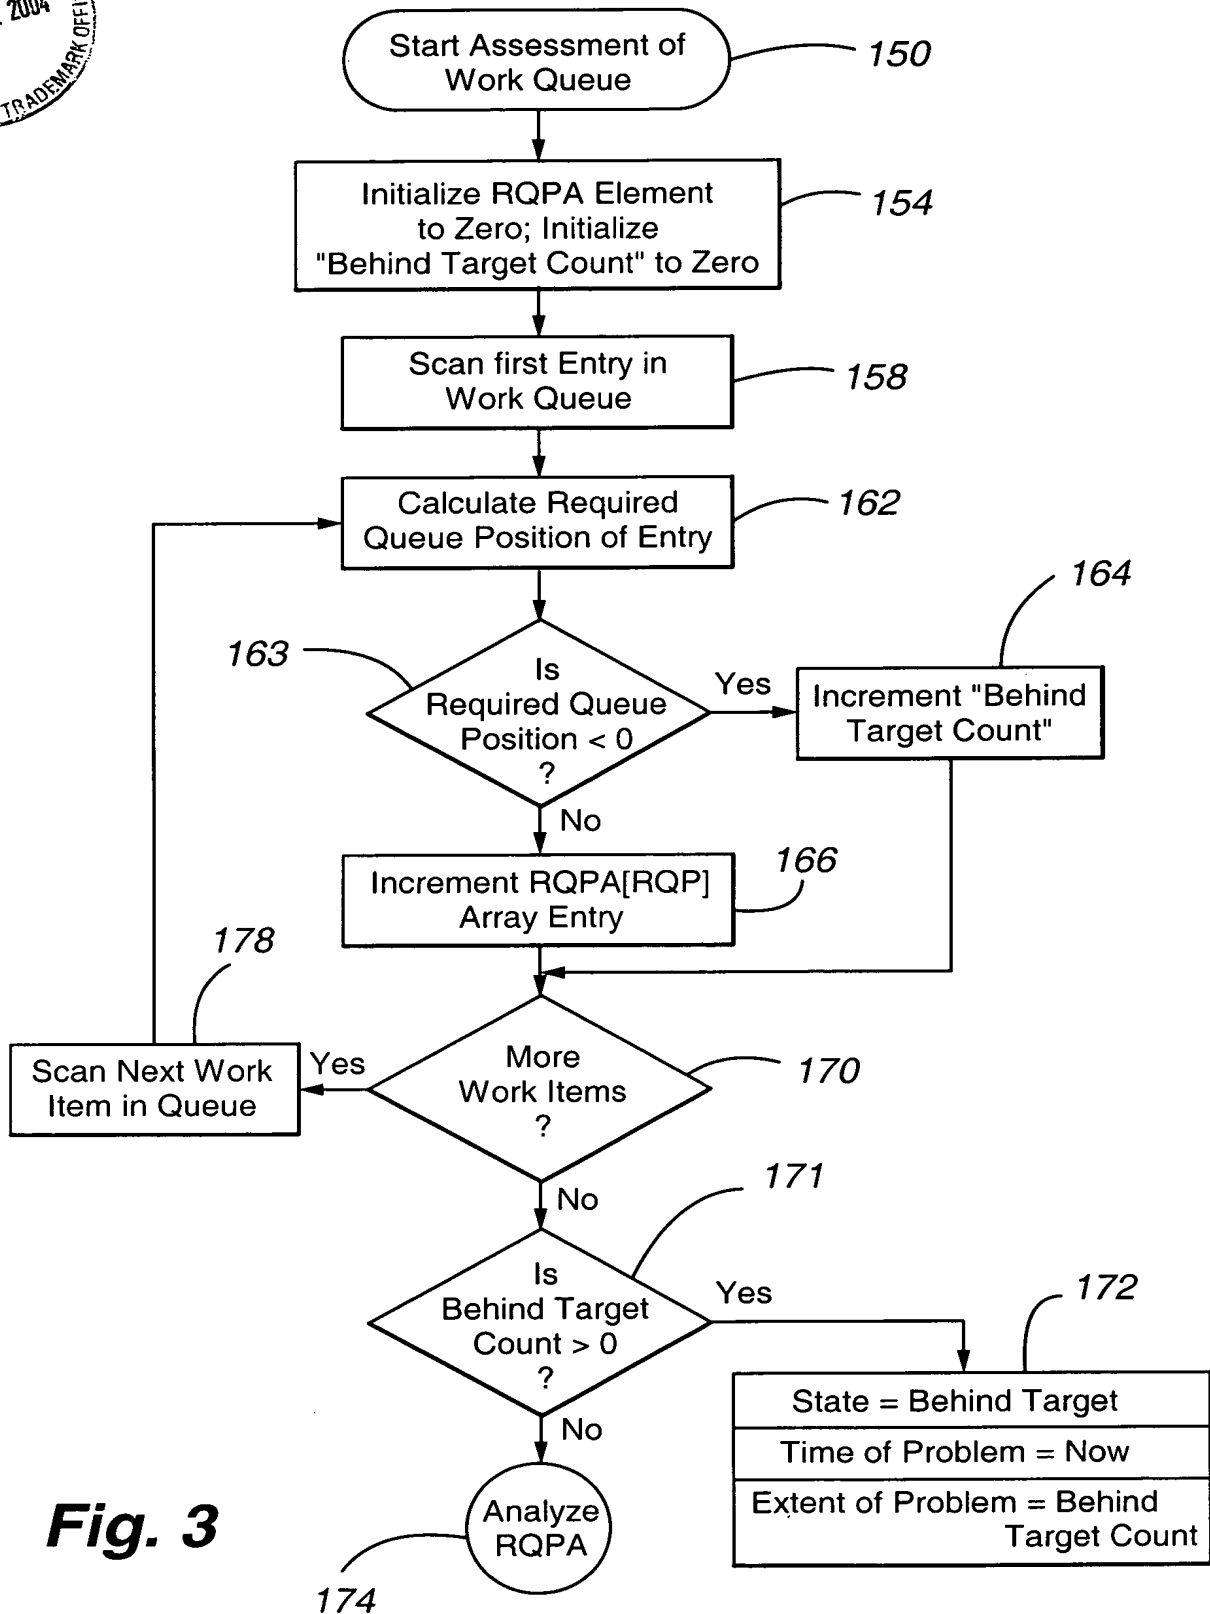 2004
TRADEMARK OFFI
Start Assessment of
Work Queue
150
Initialize RQPA Element
to Zero; Initialize
"Behind Target Count" to Zero
154
Scan first Entry in
Work Queue
158
Calculate Required
Queue Position of Entry
162
163
Is
Required Queue
Position < 0
?
Yes
164
Increment "Behind
Target Count"
No
Increment RQPA[RQP]
Array Entry
166
178
Scan Next Work
Item in Queue
Yes
More
Work Items
?
170
No
171
Is
Behind Target
Count > 0
?
Yes
172
State = Behind Target
Time of Problem = Now
Extent of Problem = Behind
Target Count
No
Analyze
RQPA
174
Fig. 3